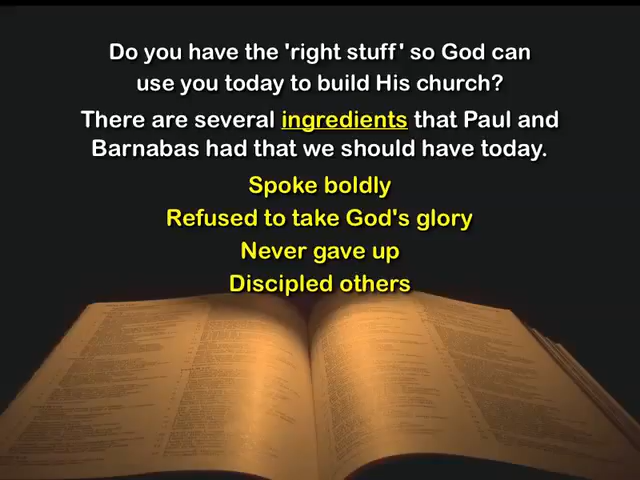 Do you have the 'right stuff' so God can
use you today to build His church?
There are several ingredients that Paul and
Barnabas had that we should have today.
Spoke boldly
Refused to take God's glory
Never gave up
Discipled others